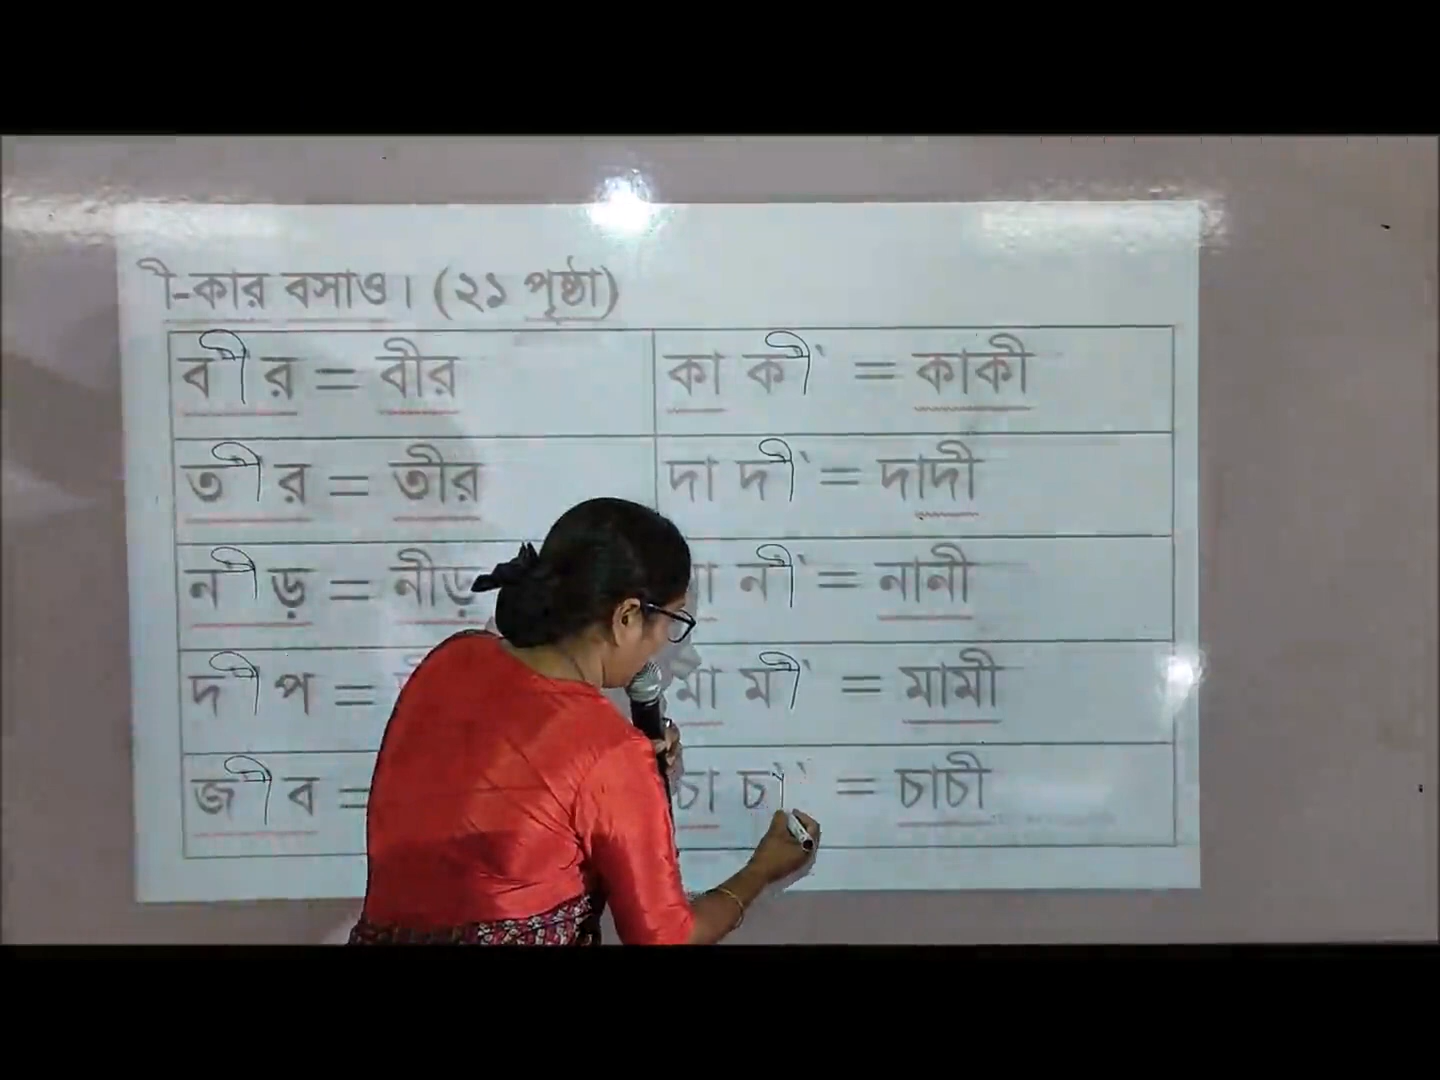 ী-কার বসাও। (২১ পৃষ্ঠা)
ব ী র = বীর কা কী = কাকী
ত ী র = তীর দা দী = দাদী
ন ী ড় = নীড় নী = নানী
দ ী প = মা মী = মামী
জ ী ব = চা চ = চাচী